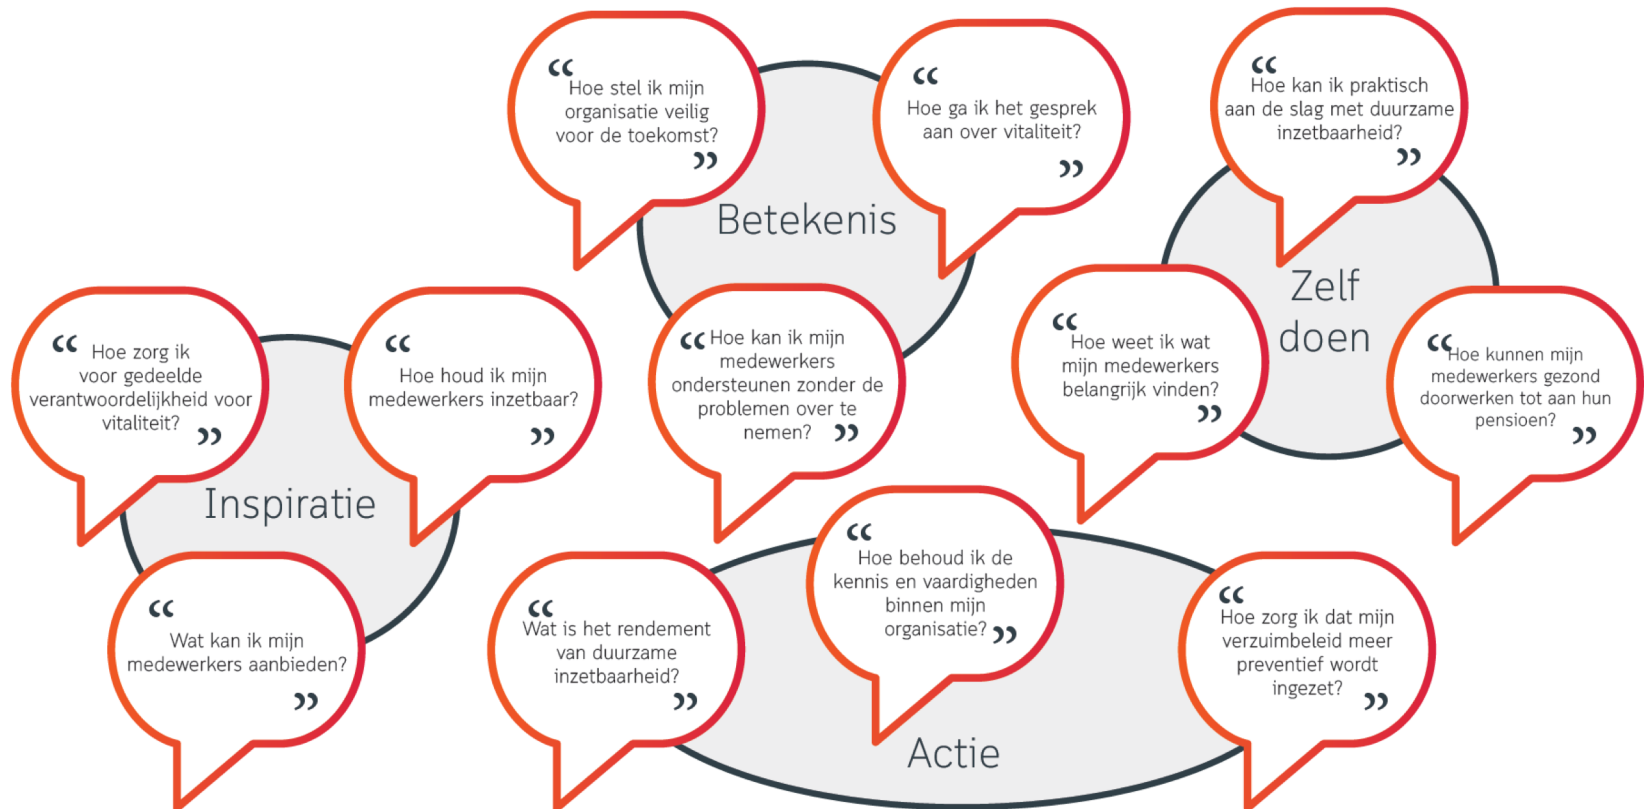 “
Hoe stel ik mijn
organisatie veilig
voor de toekomst?
”
“
Hoe ga ik het gesprek
aan over vitaliteit?
”
Betekenis
“
Hoe kan ik mijn
medewerkers
ondersteunen zonder de
problemen over te
nemen? ”
“
Hoe kan ik praktisch
aan de slag met duurzame
inzetbaarheid?
”
Zelf
doen
“
Hoe weet ik wat
mijn medewerkers
belangrijk vinden?
”
“
Hoe kunnen mijn
medewerkers gezond
doorwerken tot aan hun
pensioen?
”
“
Hoe zorg ik
voor gedeelde
verantwoordelijkheid voor
vitaliteit?
”
“
Hoe houd ik mijn
medewerkers inzetbaar?
”
Inspiratie
“
Wat kan ik mijn
medewerkers aanbieden?
”
“
Wat is het rendement
van duurzame
inzetbaarheid?
”
“
Hoe behoud ik de
kennis en vaardigheden
binnen mijn
organisatie? ”
“
Hoe zorg ik dat mijn
verzuimbeleid meer
preventief wordt
ingezet?
”
Actie